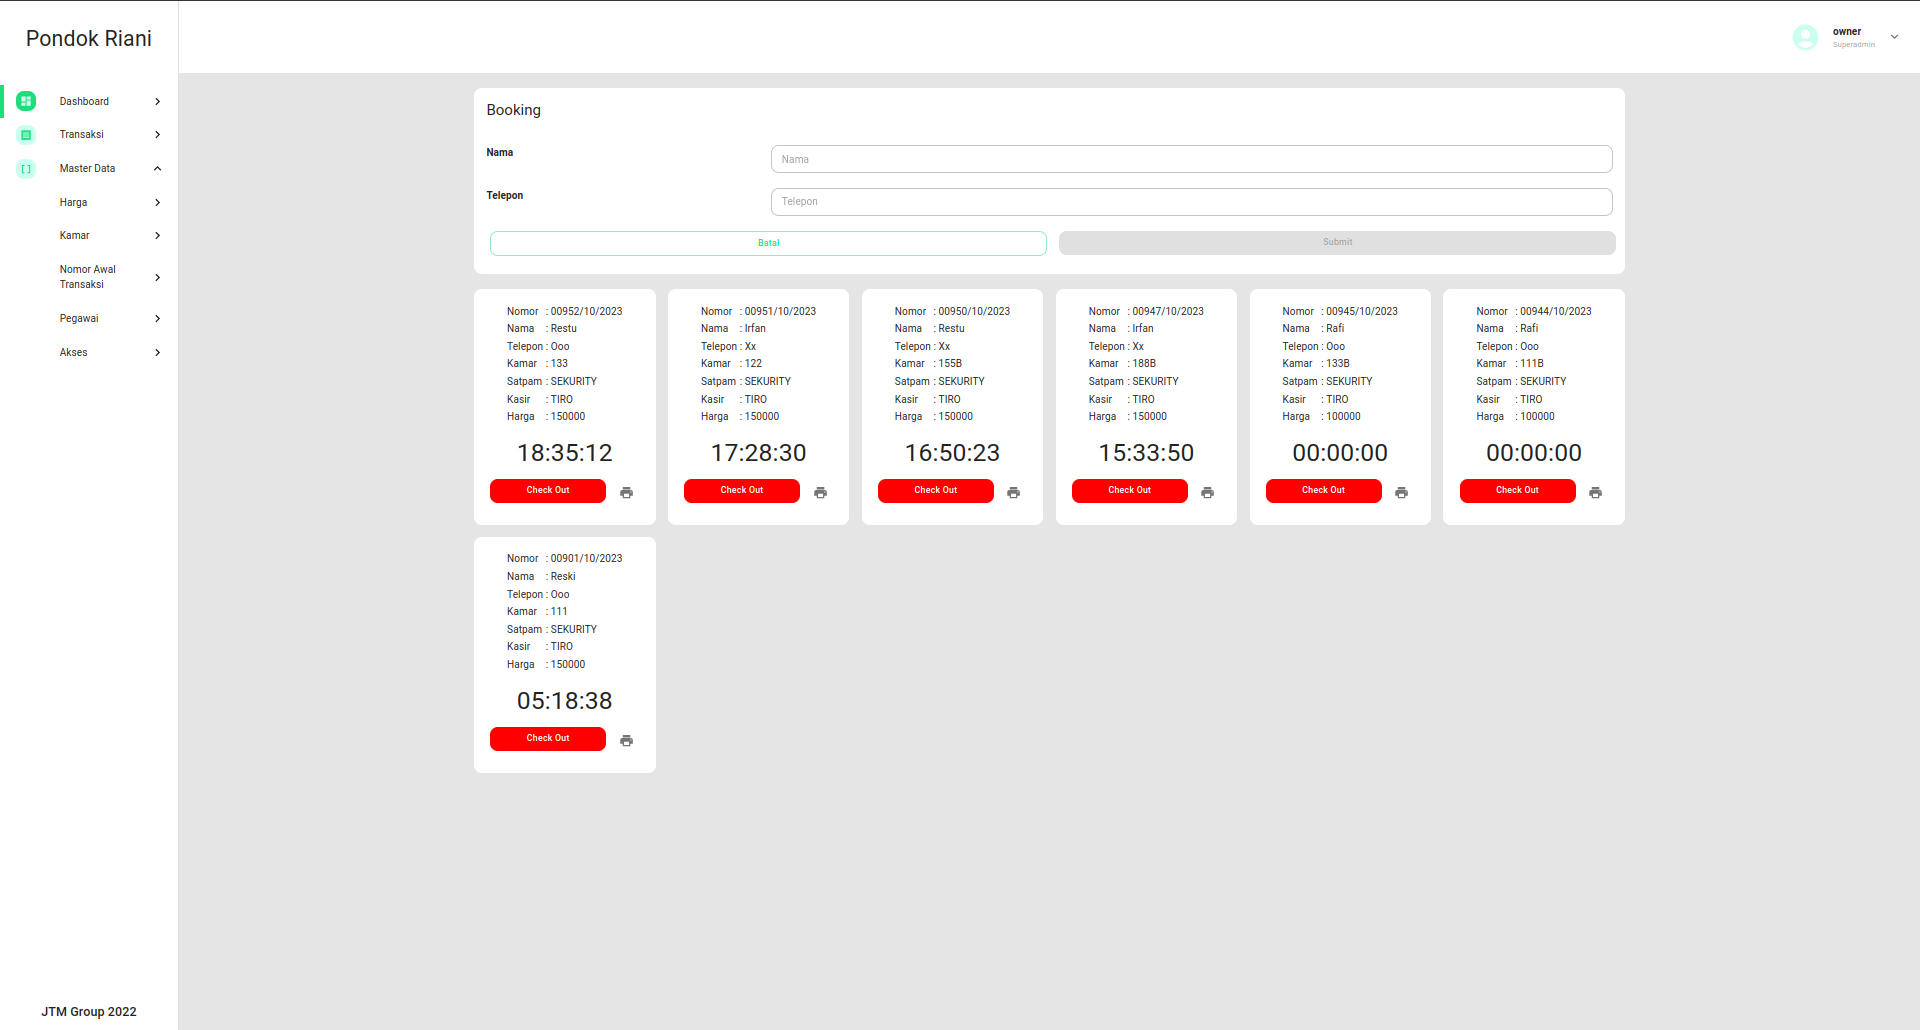 Pondok Riani
owner
Superadmin
Dashboard
Transaksi
Master Data
Harga
Kamar
Nomor Awal
Transaksi
Pegawai
Akses
JTM Group 2022
Booking
Nama
Nama
Telepon
Telepon
Batal
Submit
Nomor : 00952/10/2023
Nama : Restu
Telepon : Ooo
Kamar : 133
Satpam : SEKURITY
Kasir : TIRO
Harga : 150000
18:35:12
Check Out
Nomor : 00951/10/2023
Nama : Irfan
Telepon : Xx
Kamar : 122
Satpam : SEKURITY
Kasir : TIRO
Harga : 150000
17:28:30
Check Out
Nomor : 00950/10/2023
Nama : Restu
Telepon : Xx
Kamar : 155B
Satpam : SEKURITY
Kasir : TIRO
Harga : 150000
16:50:23
Check Out
Nomor : 00947/10/2023
Nama : Irfan
Telepon : Xx
Kamar : 188B
Satpam : SEKURITY
Kasir : TIRO
Harga : 150000
15:33:50
Check Out
Nomor : 00945/10/2023
Nama : Rafi
Telepon : Ooo
Kamar : 133B
Satpam : SEKURITY
Kasir : TIRO
Harga : 100000
00:00:00
Check Out
Nomor : 00944/10/2023
Nama : Rafi
Telepon : Ooo
Kamar : 111B
Satpam : SEKURITY
Kasir : TIRO
Harga : 100000
00:00:00
Check Out
Nomor : 00901/10/2023
Nama : Reski
Telepon : Ooo
Kamar : 111
Satpam : SEKURITY
Kasir : TIRO
Harga : 150000
05:18:38
Check Out